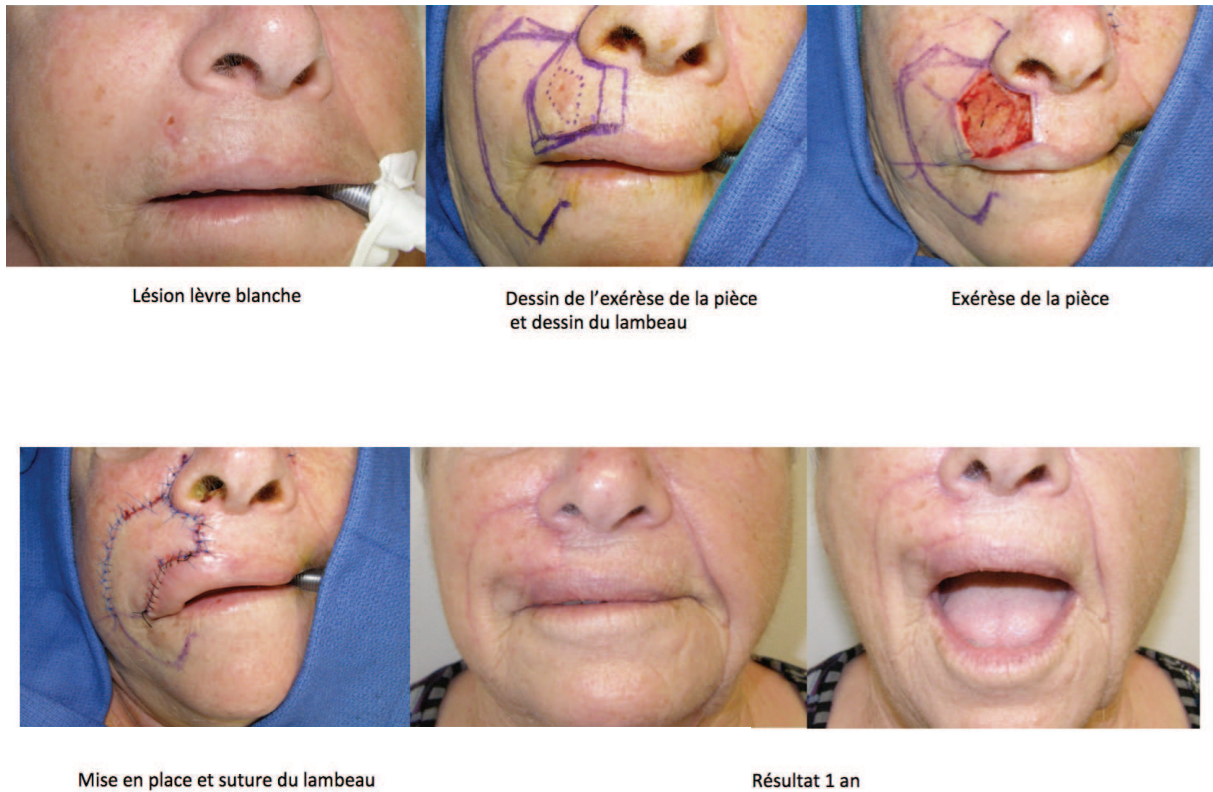 Lésion lèvre blanche
Dessin de l'exérèse de la pièce
et dessin du lambeau
Exérèse de la pièce
Mise en place et suture du lambeau
Résultat 1 an